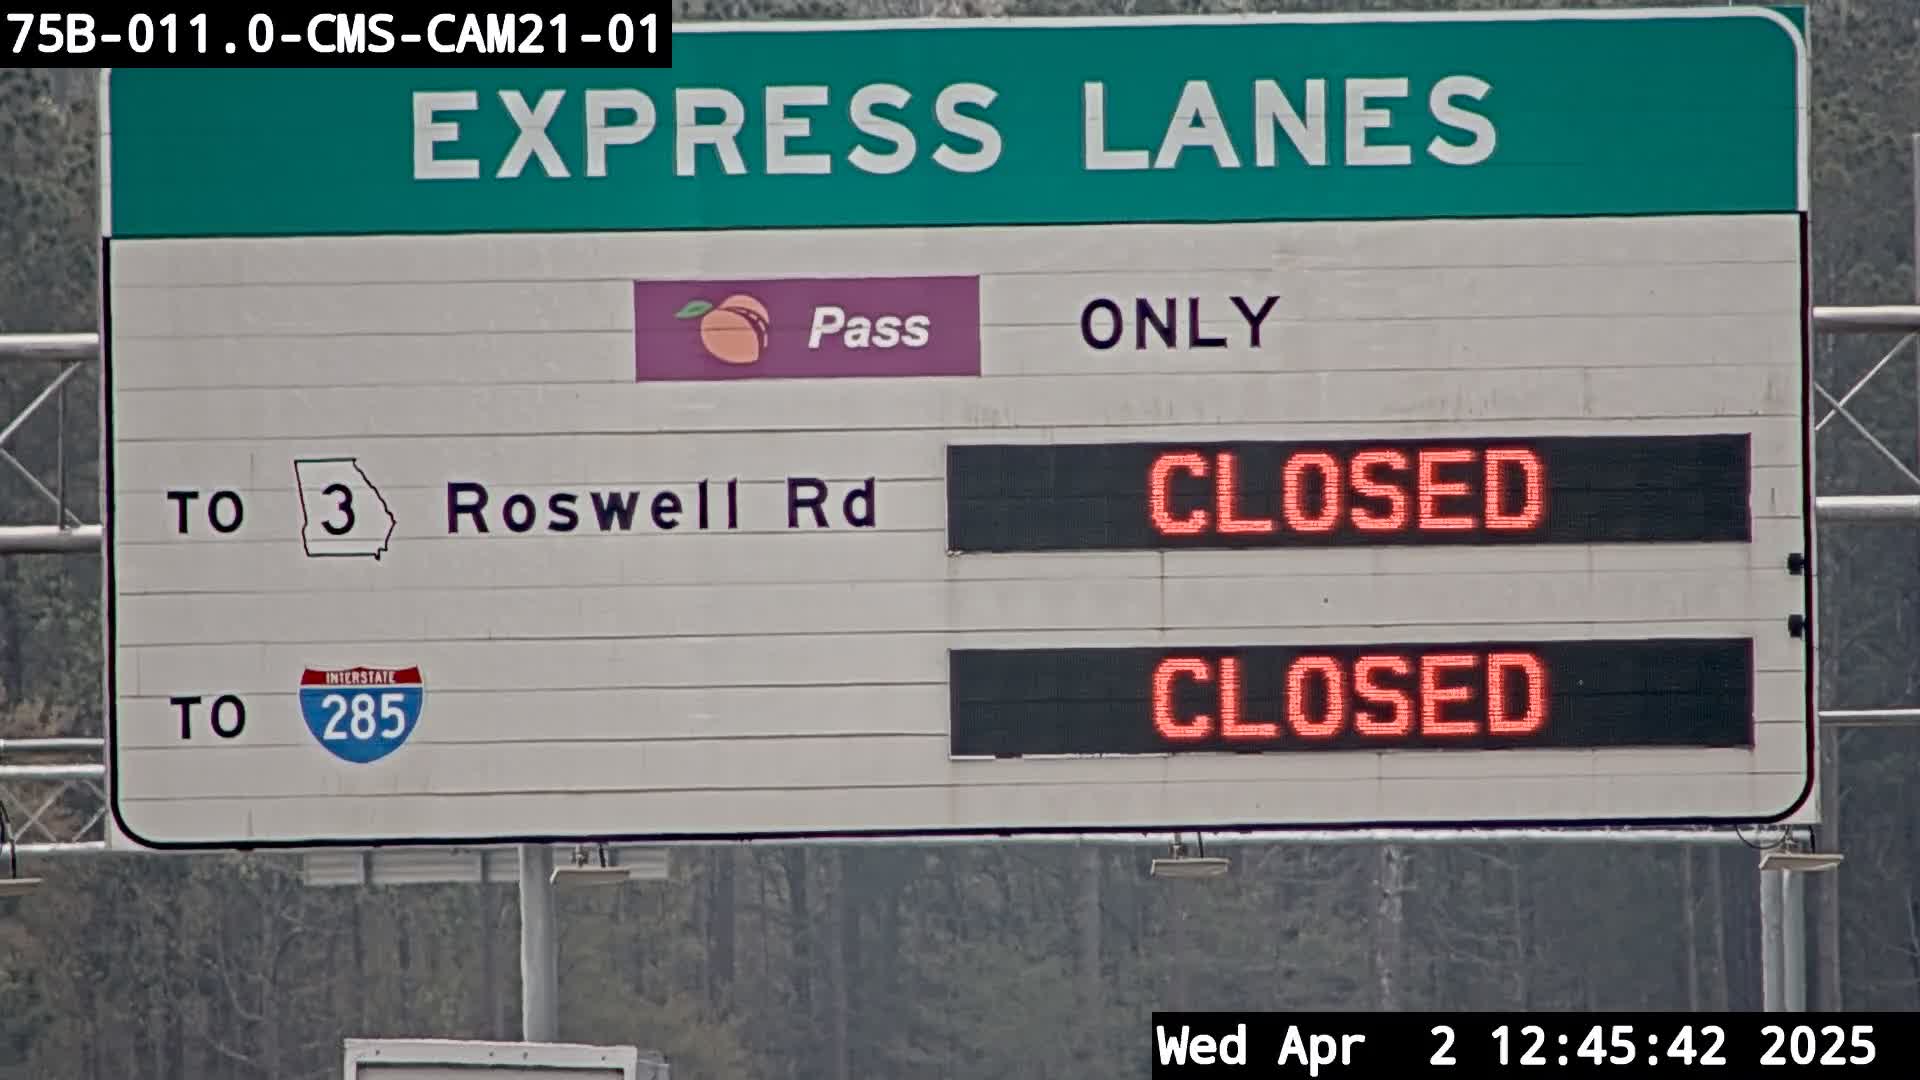 75B-011.0-CMS-CAM21-01
EXPRESS LANES
Pass ONLY
TO 3 Roswell Rd CLOSED
TO INTERSTATE 285 CLOSED
Wed Apr 2 12:45:42 2025